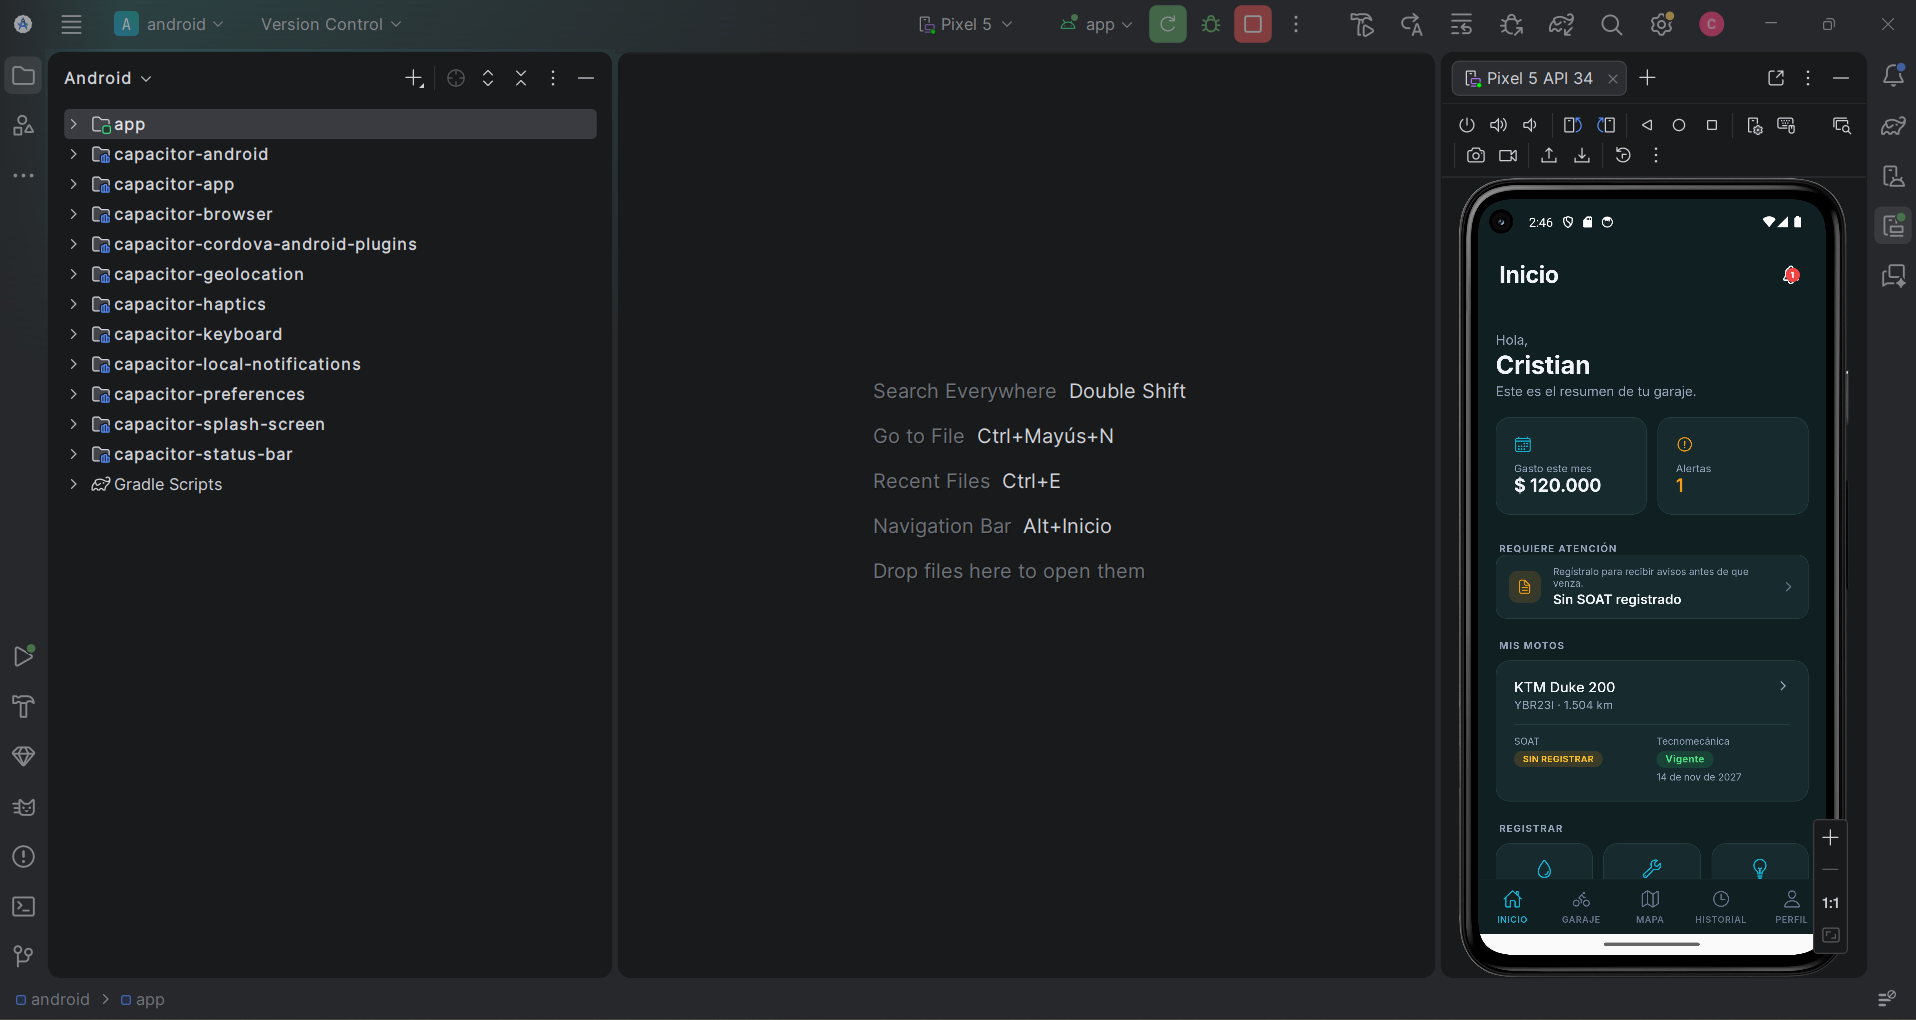 A android Version Control Pixel 5 app C
Android
app
capacitor-android
capacitor-app
capacitor-browser
capacitor-cordova-android-plugins
capacitor-geolocation
capacitor-haptics
capacitor-keyboard
capacitor-local-notifications
capacitor-preferences
capacitor-splash-screen
capacitor-status-bar
Gradle Scripts
Search Everywhere Double Shift
Go to File Ctrl+Mayús+N
Recent Files Ctrl+E
Navigation Bar Alt+Inicio
Drop files here to open them
Pixel 5 API 34
2:46
Inicio
1
Hola,
Cristian
Este es el resumen de tu garaje.
Gasto este mes
$ 120.000
Alertas
1
REQUIERE ATENCIÓN
Regístralo para recibir avisos antes de que
venza.
Sin SOAT registrado
MIS MOTOS
KTM Duke 200
YBR23I · 1.504 km
SOAT
SIN REGISTRAR
Tecnomecánica
Vigente
14 de nov de 2027
REGISTRAR
INICIO GARAJE MAPA HISTORIAL PERFIL
1:1
android > app